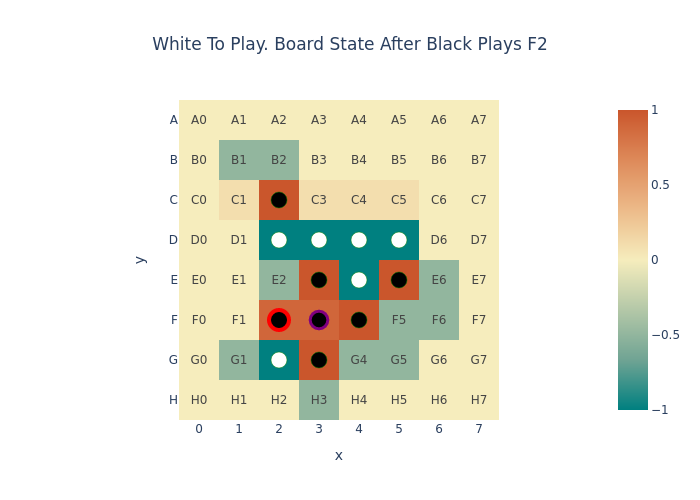 White To Play. Board State After Black Plays F2
A A0 A1 A2 A3 A4 A5 A6 A7
B B0 B1 B2 B3 B4 B5 B6 B7
C C0 C1 C3 C4 C5 C6 C7
D D0 D1 D6 D7
E E0 E1 E2 E6 E7
F F0 F1 F5 F6 F7
G G0 G1 G4 G5 G6 G7
H H0 H1 H2 H3 H4 H5 H6 H7
0 1 2 3 4 5 6 7
x
y
1
0.5
0
−0.5
−1